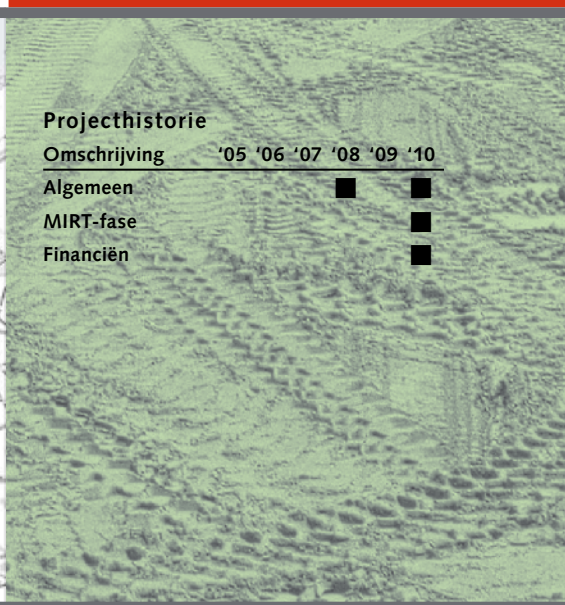 Projecthistorie
Omschrijving ‘05 ‘06 ‘07 ‘08 ‘09 ‘10
Algemeen ■ ■
MIRT-fase ■
Financiën ■